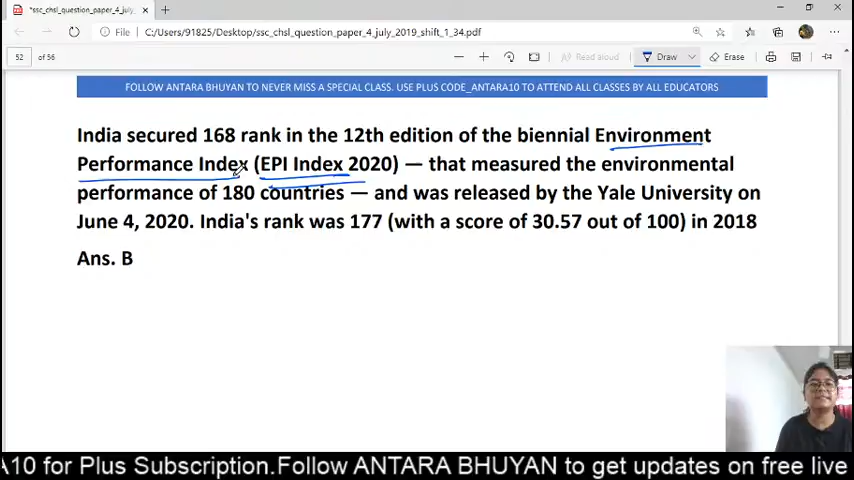 *ssc_chsl_question_paper_4_july_2019_shift_1_34.pdf
File C:/Users/91825/Desktop/ssc_chsl_question_paper_4_july_2019_shift_1_34.pdf
52 of 56 Read aloud Draw Erase
FOLLOW ANTARA BHUYAN TO NEVER MISS A SPECIAL CLASS. USE PLUS CODE_ANTARA10 TO ATTEND ALL CLASSES BY ALL EDUCATORS
India secured 168 rank in the 12th edition of the biennial Environment
Performance Index (EPI Index 2020) — that measured the environmental
performance of 180 countries — and was released by the Yale University on
June 4, 2020. India's rank was 177 (with a score of 30.57 out of 100) in 2018
Ans. B
A10 for Plus Subscription.Follow ANTARA BHUYAN to get updates on free live